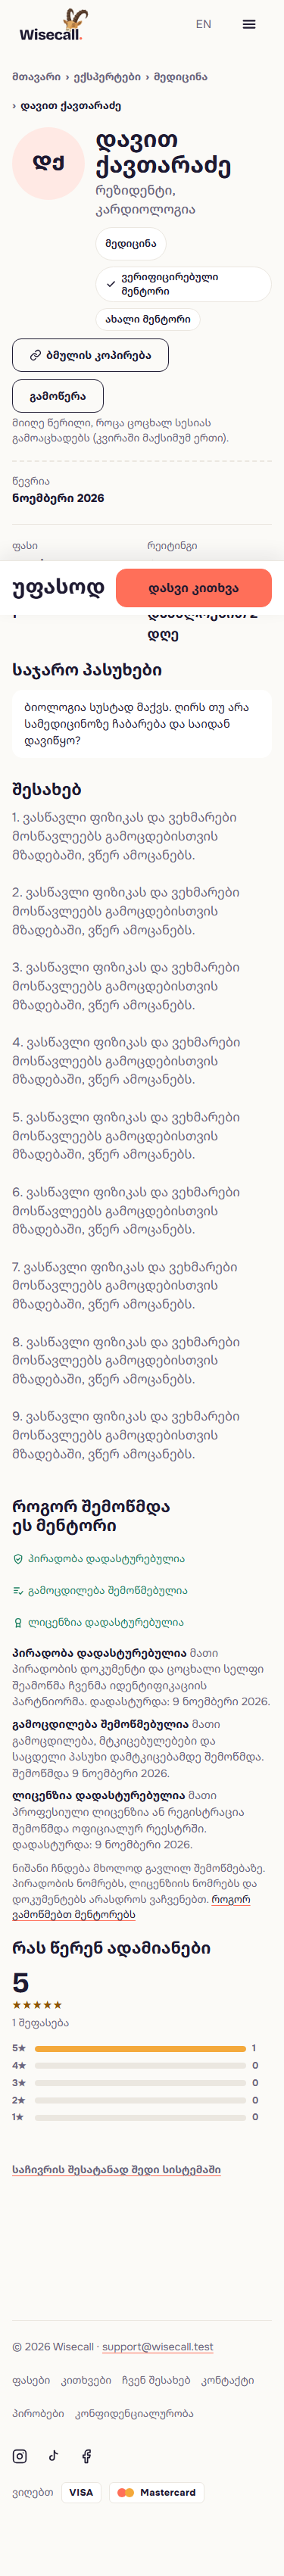 Wisecall.
EN
მთავარი › ექსპერტები › მედიცინა
› დავით ქავთარაძე
დქ
დავით
ქავთარაძე
რეზიდენტი,
კარდიოლოგია
მედიცინა
ვერიფიცირებული
მენტორი
ახალი მენტორი
ბმულის კოპირება
გამოწერა
მიიღე წერილი, როცა ცოცხალ სესიას
გამოაცხადებს (კვირაში მაქსიმუმ ერთი).
წევრია
ნოემბერი 2026
ფასი
რეიტინგი
უფასოდ
დასვი კითხვა
დღე
საჯარო პასუხები
ბიოლოგია სუსტად მაქვს. ღირს თუ არა
სამედიცინოზე ჩაბარება და საიდან
დავიწყო?
შესახებ
1. ვასწავლი ფიზიკას და ვეხმარები
მოსწავლეებს გამოცდებისთვის
მზადებაში, ვწერ ამოცანებს.
2. ვასწავლი ფიზიკას და ვეხმარები
მოსწავლეებს გამოცდებისთვის
მზადებაში, ვწერ ამოცანებს.
3. ვასწავლი ფიზიკას და ვეხმარები
მოსწავლეებს გამოცდებისთვის
მზადებაში, ვწერ ამოცანებს.
4. ვასწავლი ფიზიკას და ვეხმარები
მოსწავლეებს გამოცდებისთვის
მზადებაში, ვწერ ამოცანებს.
5. ვასწავლი ფიზიკას და ვეხმარები
მოსწავლეებს გამოცდებისთვის
მზადებაში, ვწერ ამოცანებს.
6. ვასწავლი ფიზიკას და ვეხმარები
მოსწავლეებს გამოცდებისთვის
მზადებაში, ვწერ ამოცანებს.
7. ვასწავლი ფიზიკას და ვეხმარები
მოსწავლეებს გამოცდებისთვის
მზადებაში, ვწერ ამოცანებს.
8. ვასწავლი ფიზიკას და ვეხმარები
მოსწავლეებს გამოცდებისთვის
მზადებაში, ვწერ ამოცანებს.
9. ვასწავლი ფიზიკას და ვეხმარები
მოსწავლეებს გამოცდებისთვის
მზადებაში, ვწერ ამოცანებს.
როგორ შემოწმდა
ეს მენტორი
პირადობა დადასტურებულია
გამოცდილება შემოწმებულია
ლიცენზია დადასტურებულია
პირადობა დადასტურებულია მათი
პირადობის დოკუმენტი და ცოცხალი სელფი
შეამოწმა ჩვენმა იდენტიფიკაციის
პარტნიორმა. დადასტურდა: 9 ნოემბერი 2026.
გამოცდილება შემოწმებულია მათი
გამოცდილება, მტკიცებულებები და
საცდელი პასუხი დამტკიცებამდე შემოწმდა.
შემოწმდა 9 ნოემბერი 2026.
ლიცენზია დადასტურებულია მათი
პროფესიული ლიცენზია ან რეგისტრაცია
შემოწმდა ოფიციალურ რეესტრში.
დადასტურდა: 9 ნოემბერი 2026.
ნიშანი ჩნდება მხოლოდ გავლილ შემოწმებაზე.
პირადობის ნომრებს, ლიცენზიის ნომრებს და
დოკუმენტებს არასდროს ვაჩვენებთ. როგორ
ვამოწმებთ მენტორებს
რას წერენ ადამიანები
5
★★★★★
1 შეფასება
5★ 1
4★ 0
3★ 0
2★ 0
1★ 0
საჩივრის შესატანად შედი სისტემაში
© 2026 Wisecall · support@wisecall.test
ფასები კითხვები ჩვენ შესახებ კონტაქტი
პირობები კონფიდენციალურობა
ვიღებთ VISA Mastercard